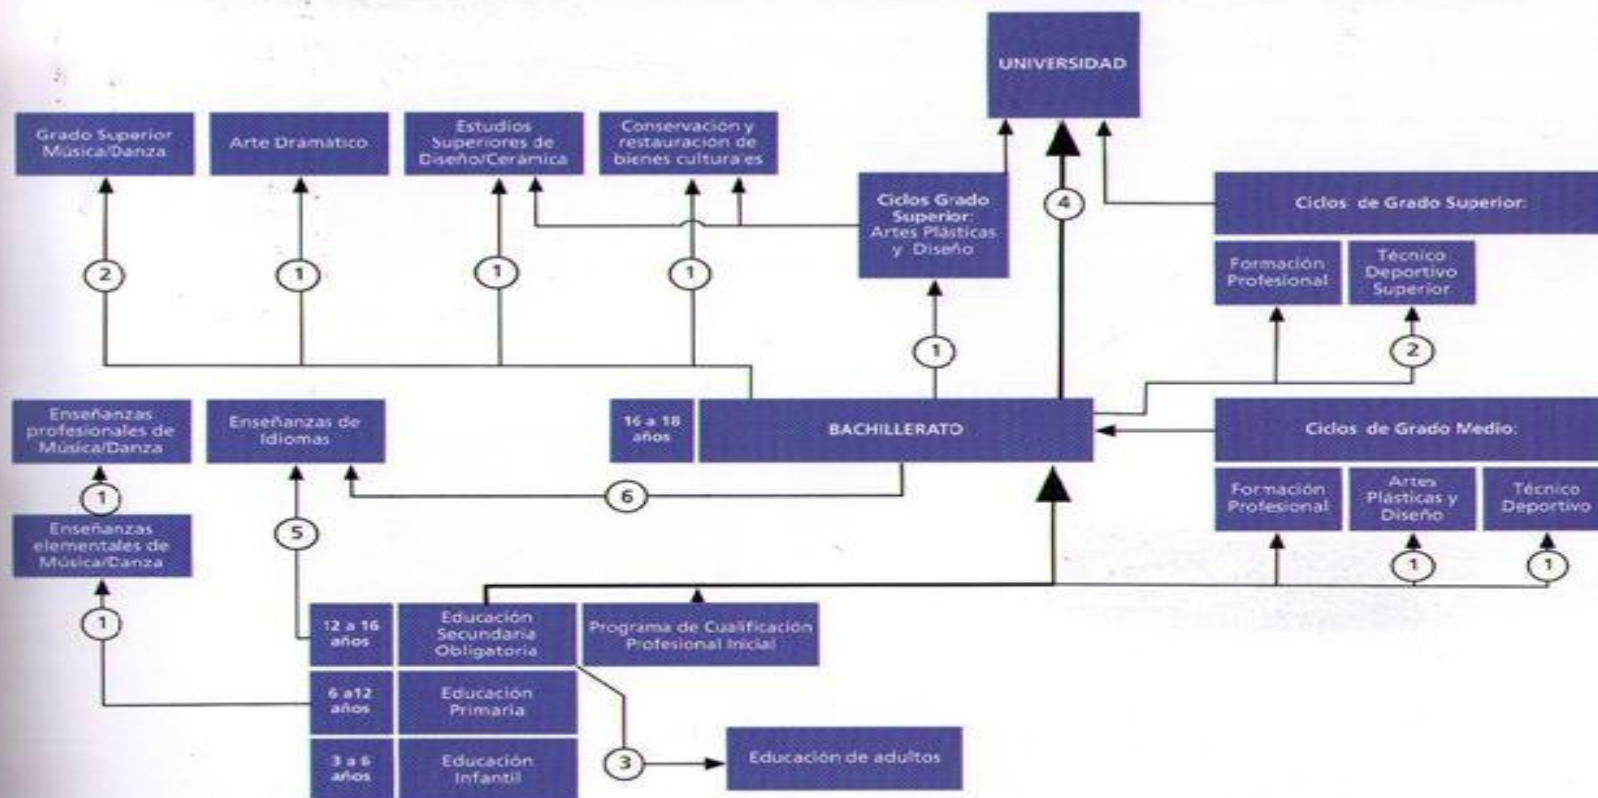 UNIVERSIDAD
Grado Superior
Música/Danza
Arte Dramático
Estudios
Superiores de
Diseño/Cerámica
Conservación y
restauración de
bienes culturales
Ciclos Grado
Superior:
Artes Plásticas
y Diseño
4
Ciclos de Grado Superior:
Formación
Profesional
Técnico
Deportivo
Superior
2
1
1
1
1
2
Enseñanzas
profesionales de
Música/Danza
Enseñanzas de
Idiomas
16 a 18
años
BACHILLERATO
Ciclos de Grado Medio:
Formación
Profesional
Artes
Plásticas y
Diseño
Técnico
Deportivo
1
6
5
Enseñanzas
elementales de
Música/Danza
1
1
1
12 a 16
años
Educación
Secundaria
Obligatoria
Programa de Cualificación
Profesional Inicial
6 a12
años
Educación
Primaria
3 a 6
años
Educación
Infantil
3
Educación de adultos